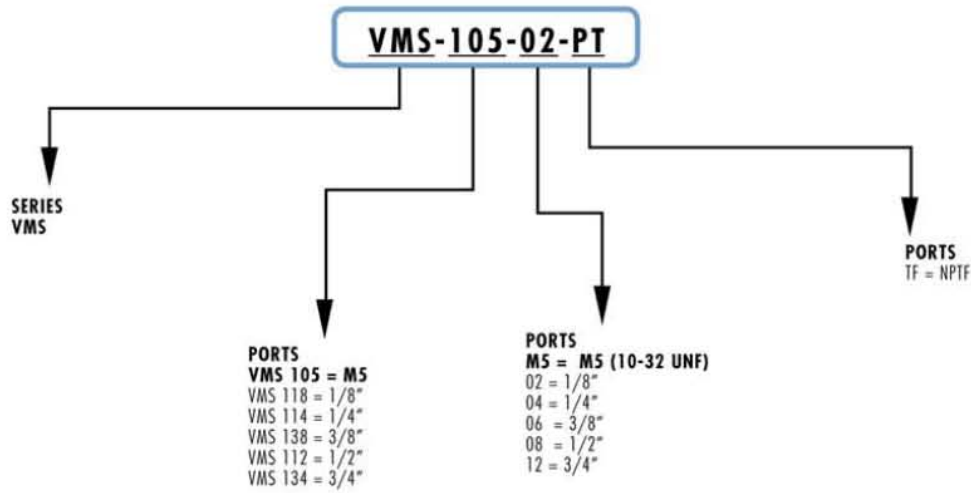 VMS-105-02-PT
SERIES
VMS
PORTS
VMS 105 = M5
VMS 118 = 1/8"
VMS 114 = 1/4"
VMS 138 = 3/8"
VMS 112 = 1/2"
VMS 134 = 3/4"
PORTS
M5 = M5 (10-32 UNF)
02 = 1/8"
04 = 1/4"
06 = 3/8"
08 = 1/2"
12 = 3/4"
PORTS
TF = NPTF